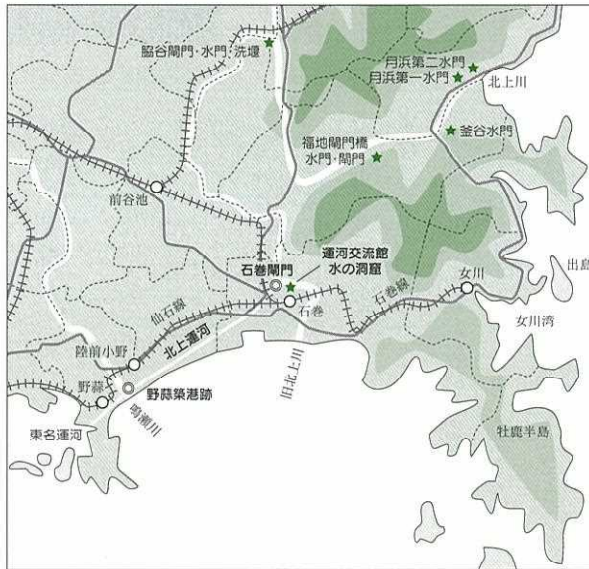 脇谷閘門・水門・洗堰
月浜第二水門
月浜第一水門
北上川
釜谷水門
福地閘門橋
水門・閘門
前谷地
運河交流館
水の洞窟
石巻閘門
石巻
仙石線
北上運河
石巻線
女川
出島
女川湾
陸前小野
野蒜
野蒜築港跡
鳴瀬川
旧北上川
東名運河
牡鹿半島